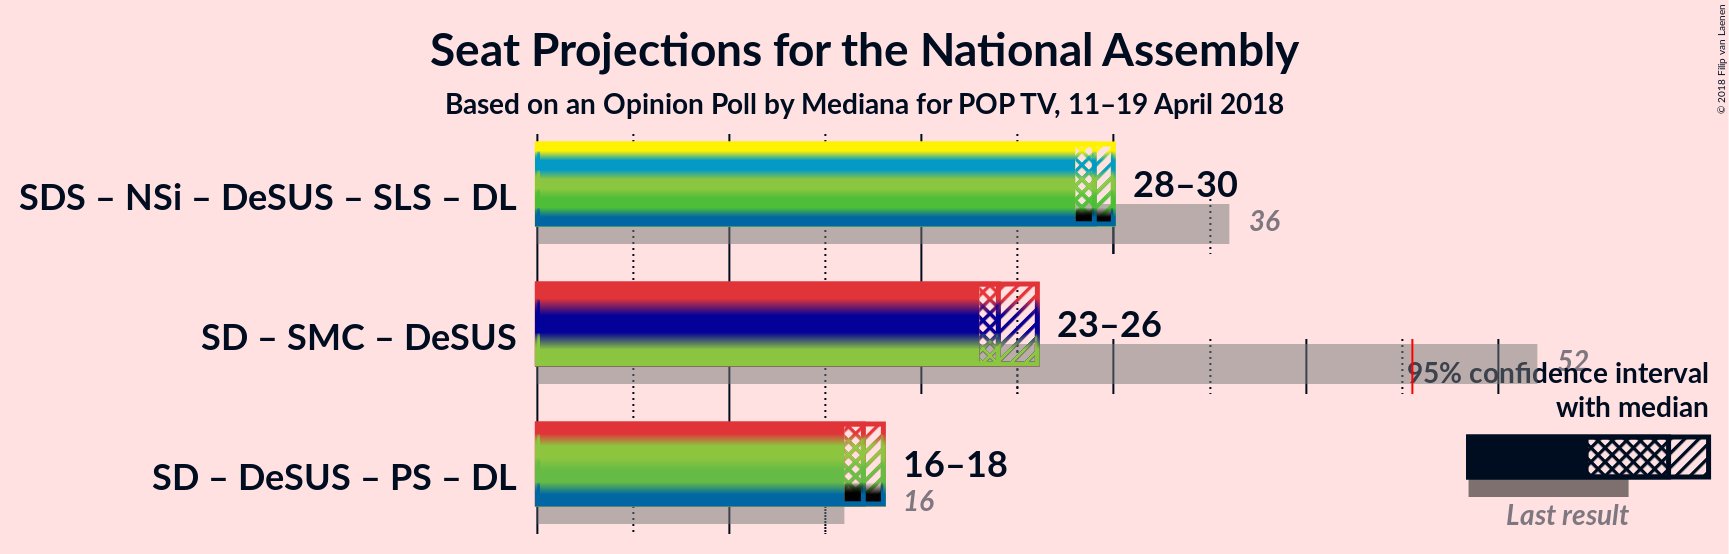 Seat Projections for the National Assembly
Based on an Opinion Poll by Mediana for POP TV, 11–19 April 2018
© 2018 Filip van Laenen
SDS – NSi – DeSUS – SLS – DL
28–30
36
SD – SMC – DeSUS
23–26
52
95% confidence interval
with median
SD – DeSUS – PS – DL
16–18
16
Last result